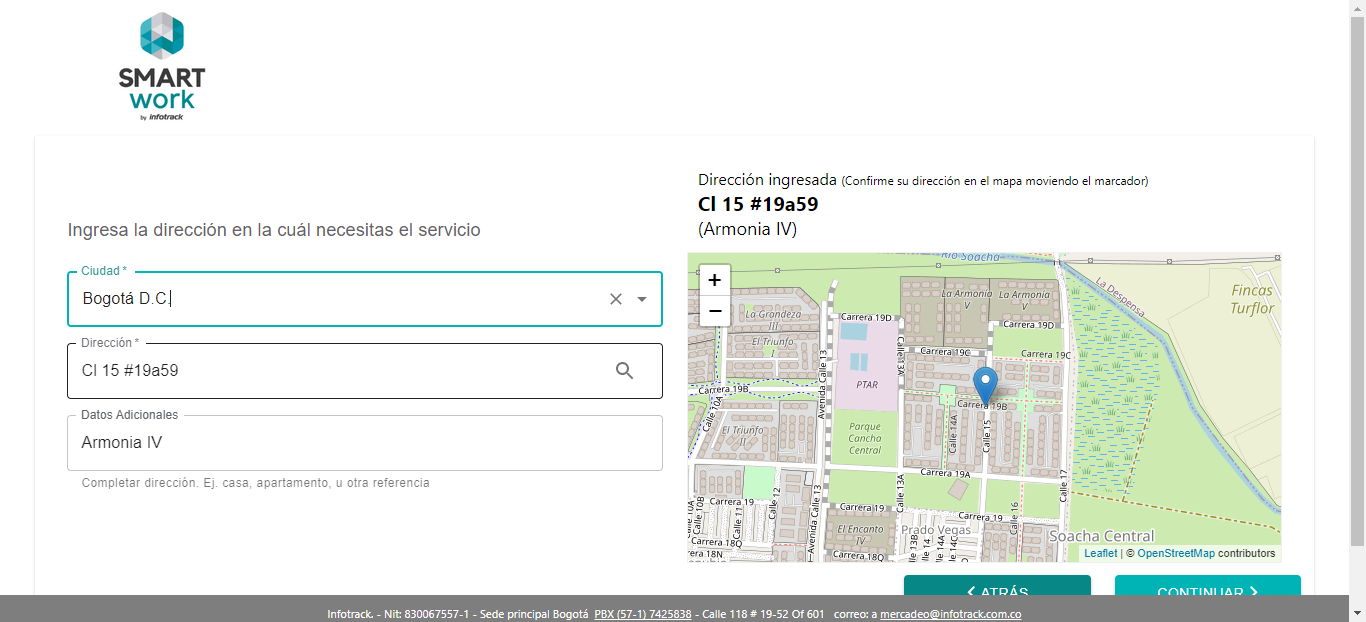 SMART
work
by infotrack
Dirección ingresada (Confirme su dirección en el mapa moviendo el marcador)
Cl 15 #19a59
(Armonia IV)
Ingresa la dirección en la cuál necesitas el servicio
Ciudad *
Bogotá D.C.
Dirección *
Cl 15 #19a59
Datos Adicionales
Armonia IV
Completar dirección. Ej. casa, apartamento, u otra referencia
+
−
Río Soacha
La Despensa
Fincas
Turflor
La Armonia
V
La Armonia
V
La Grandeza
III
Carrera 19D
Carrera 19D
El Triunfo
I
Calle 13A
Carrera 19C
Carrera 19C
Avenida Calle 13
PTAR
Carrera 19B
Carrera 19B
Calle 10A
El Triunfo
II
Parque
Cancha
Central
Calle 14A
Calle 15
Carrera 19A
Calle 17
Calle 13A
Carrera 19
Calle 10A
Calle 10B
Calle 11
Calle 12
Avenida Calle 13
Carrera 19
Carrera 19
Calle 16
El Encanto
IV
Prado Vegas
Soacha Central
Carrera 18Q
Carrera 18Q
Leaflet | © OpenStreetMap contributors
ATRÁS
CONTINUAR
Infotrack. - Nit: 830067557-1 - Sede principal Bogotá PBX (57-1) 7425838 - Calle 118 # 19-52 Of 601 correo: a mercadeo@infotrack.com.co